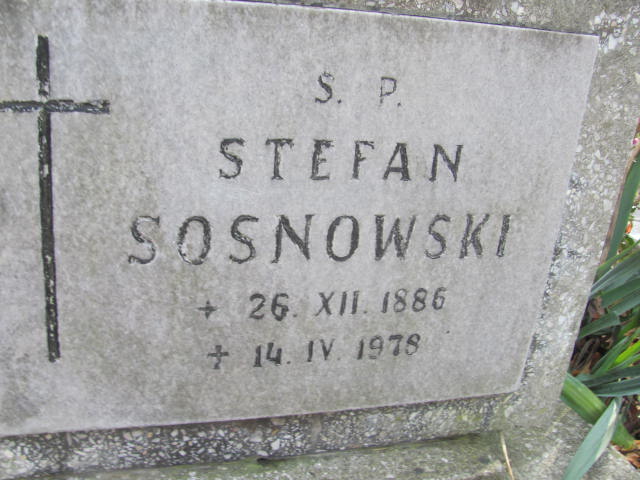 S. P.
STEFAN
SOSNOWSKI
+ 26. XII. 1886
+ 14. IV. 1978